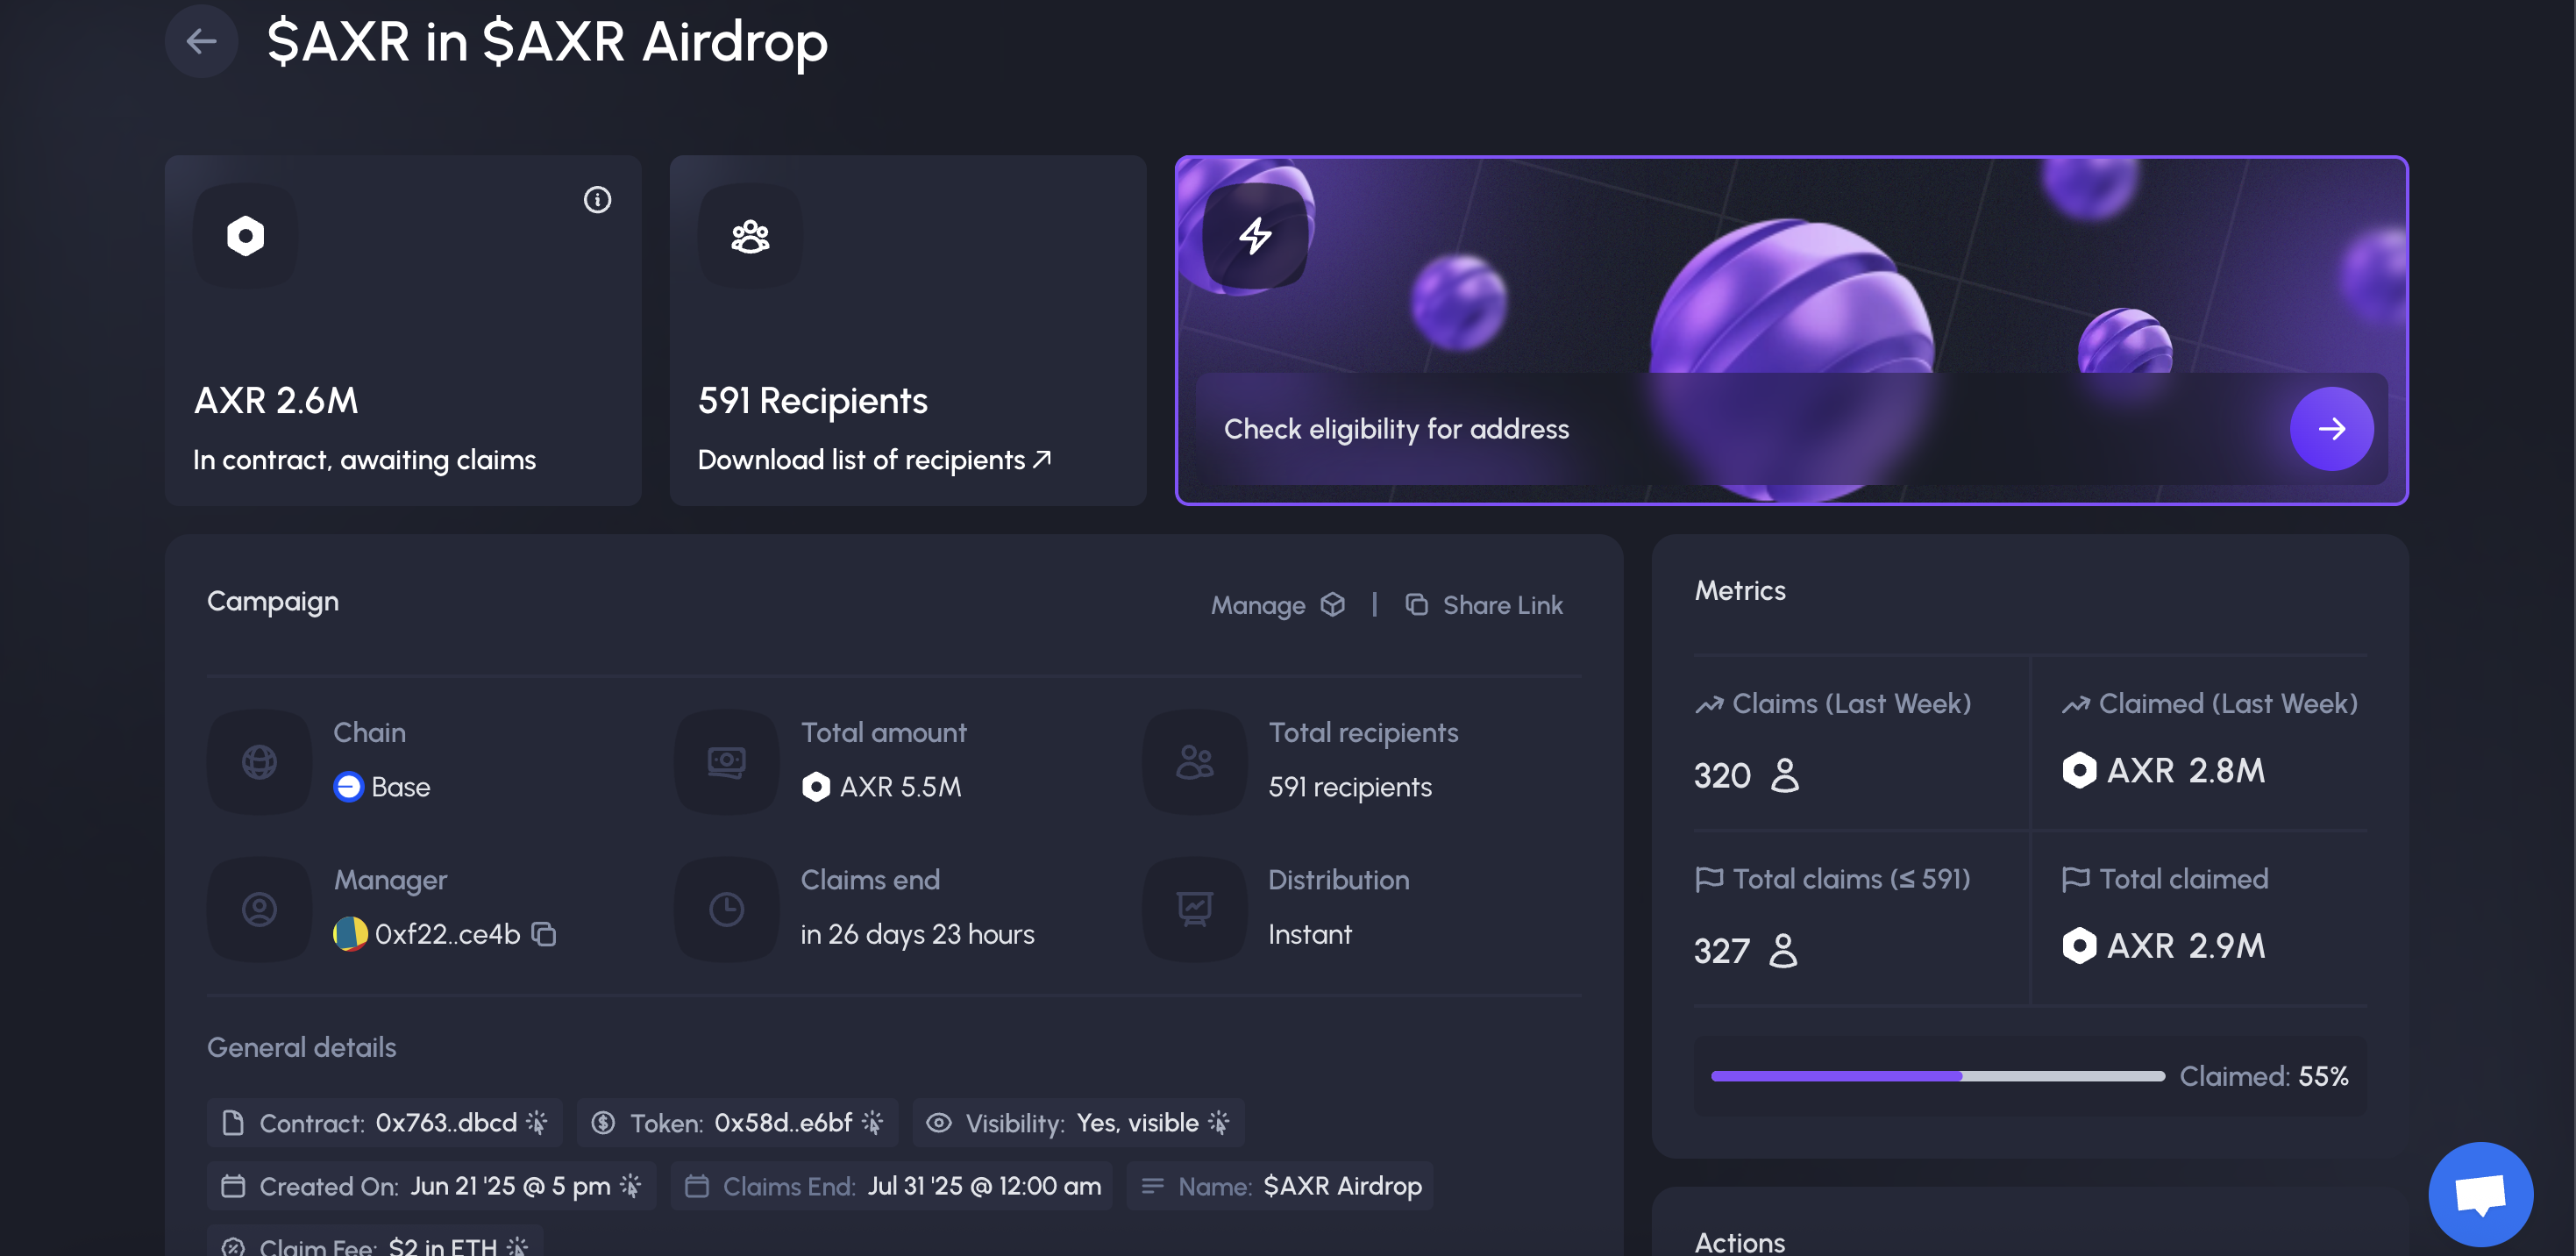 $AXR in $AXR Airdrop
AXR 2.6M
In contract, awaiting claims
591 Recipients
Download list of recipients
Check eligibility for address
Campaign
Manage | Share Link
Chain
Base
Total amount
AXR 5.5M
Total recipients
591 recipients
Manager
0xf22..ce4b
Claims end
in 26 days 23 hours
Distribution
Instant
General details
Contract: 0x763..dbcd
Token: 0x58d..e6bf
Visibility: Yes, visible
Created On: Jun 21 '25 @ 5 pm
Claims End: Jul 31 '25 @ 12:00 am
Name: $AXR Airdrop
Claim Fee: $2 in ETH
Metrics
Claims (Last Week)
320
Claimed (Last Week)
AXR 2.8M
Total claims (≤ 591)
327
Total claimed
AXR 2.9M
Claimed: 55%
Actions